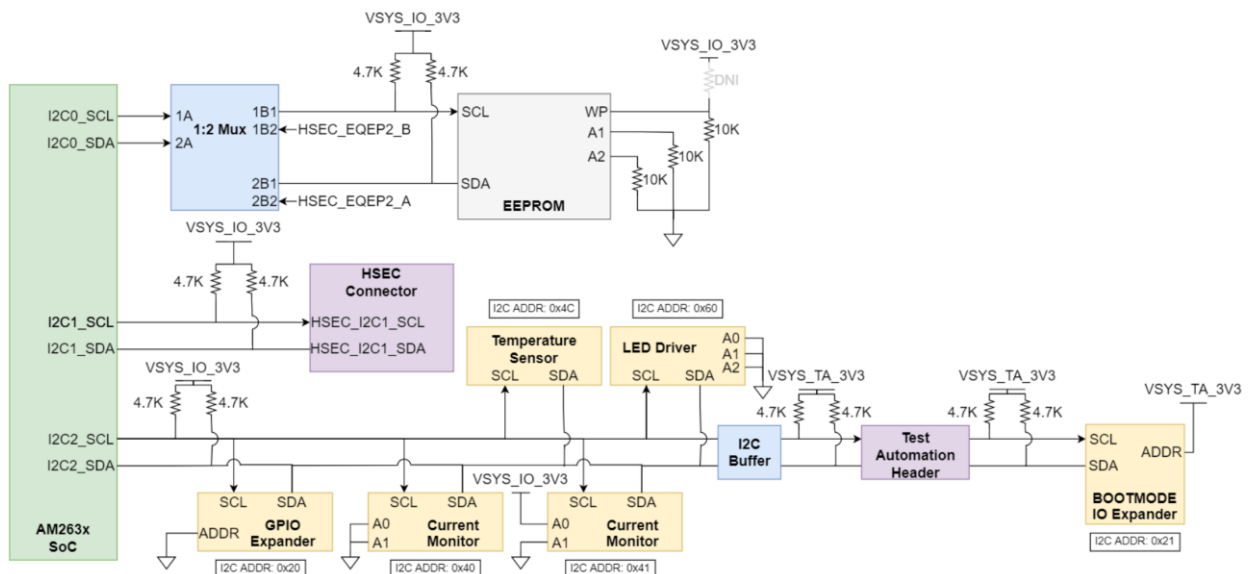 VSYS_IO_3V3
4.7K
4.7K
VSYS_IO_3V3
DNI
10K
I2C0_SCL
I2C0_SDA
1A
2A
1:2 Mux
1B1
1B2
2B1
2B2
HSEC_EQEP2_B
HSEC_EQEP2_A
SCL
SDA
WP
A1
A2
EEPROM
10K
10K
VSYS_IO_3V3
4.7K
4.7K
HSEC
Connector
I2C1_SCL
I2C1_SDA
HSEC_I2C1_SCL
HSEC_I2C1_SDA
I2C ADDR: 0x4C
Temperature
Sensor
SCL
SDA
I2C ADDR: 0x60
LED Driver
A0
A1
A2
SCL
SDA
VSYS_IO_3V3
4.7K
4.7K
I2C2_SCL
I2C2_SDA
VSYS_TA_3V3
4.7K
4.7K
I2C
Buffer
Test
Automation
Header
VSYS_TA_3V3
4.7K
4.7K
VSYS_TA_3V3
SCL
SDA
ADDR
BOOTMODE
IO Expander
I2C ADDR: 0x21
SCL
SDA
ADDR
GPIO
Expander
I2C ADDR: 0x20
SCL
SDA
A0
A1
Current
Monitor
I2C ADDR: 0x40
VSYS_IO_3V3
SCL
SDA
A0
A1
Current
Monitor
I2C ADDR: 0x41
AM263x
SoC